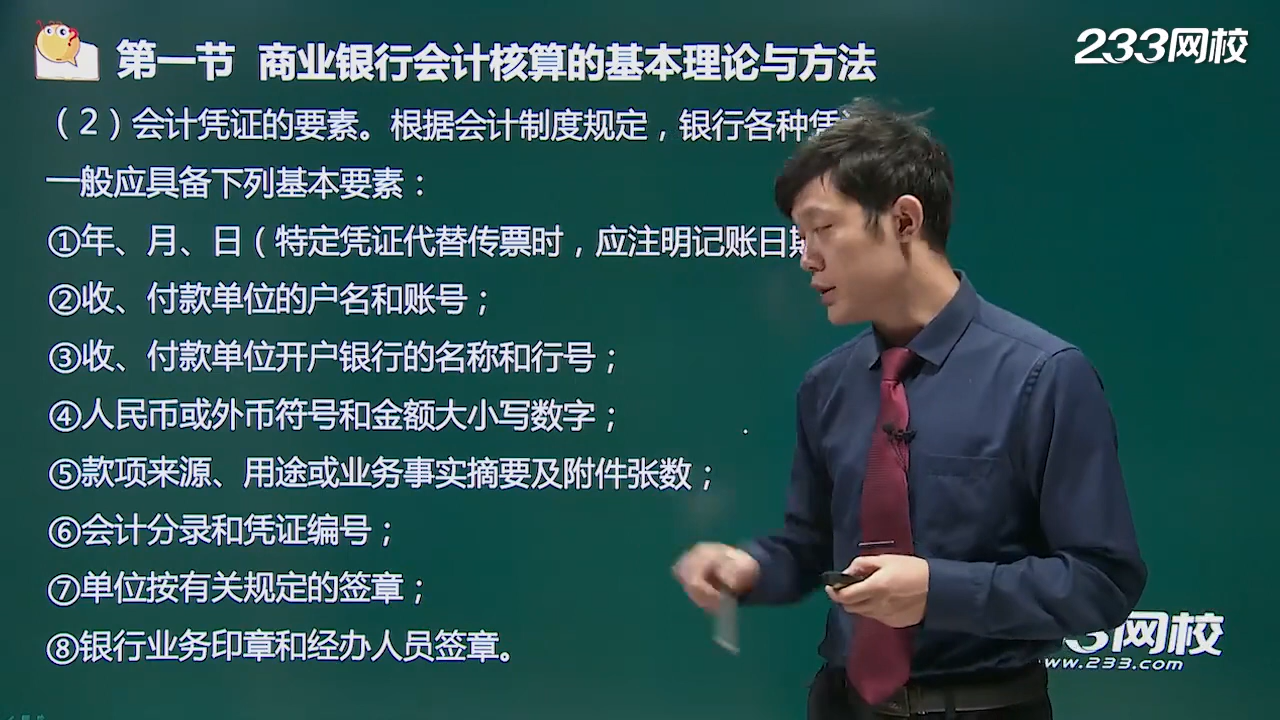 第一节 商业银行会计核算的基本理论与方法
233网校
（2）会计凭证的要素。根据会计制度规定，银行各种凭
一般应具备下列基本要素：
①年、月、日（特定凭证代替传票时，应注明记账日期
②收、付款单位的户名和账号；
③收、付款单位开户银行的名称和行号；
④人民币或外币符号和金额大小写数字；
⑤款项来源、用途或业务事实摘要及附件张数；
⑥会计分录和凭证编号；
⑦单位按有关规定的签章；
⑧银行业务印章和经办人员签章。
3网校
ww.233.com